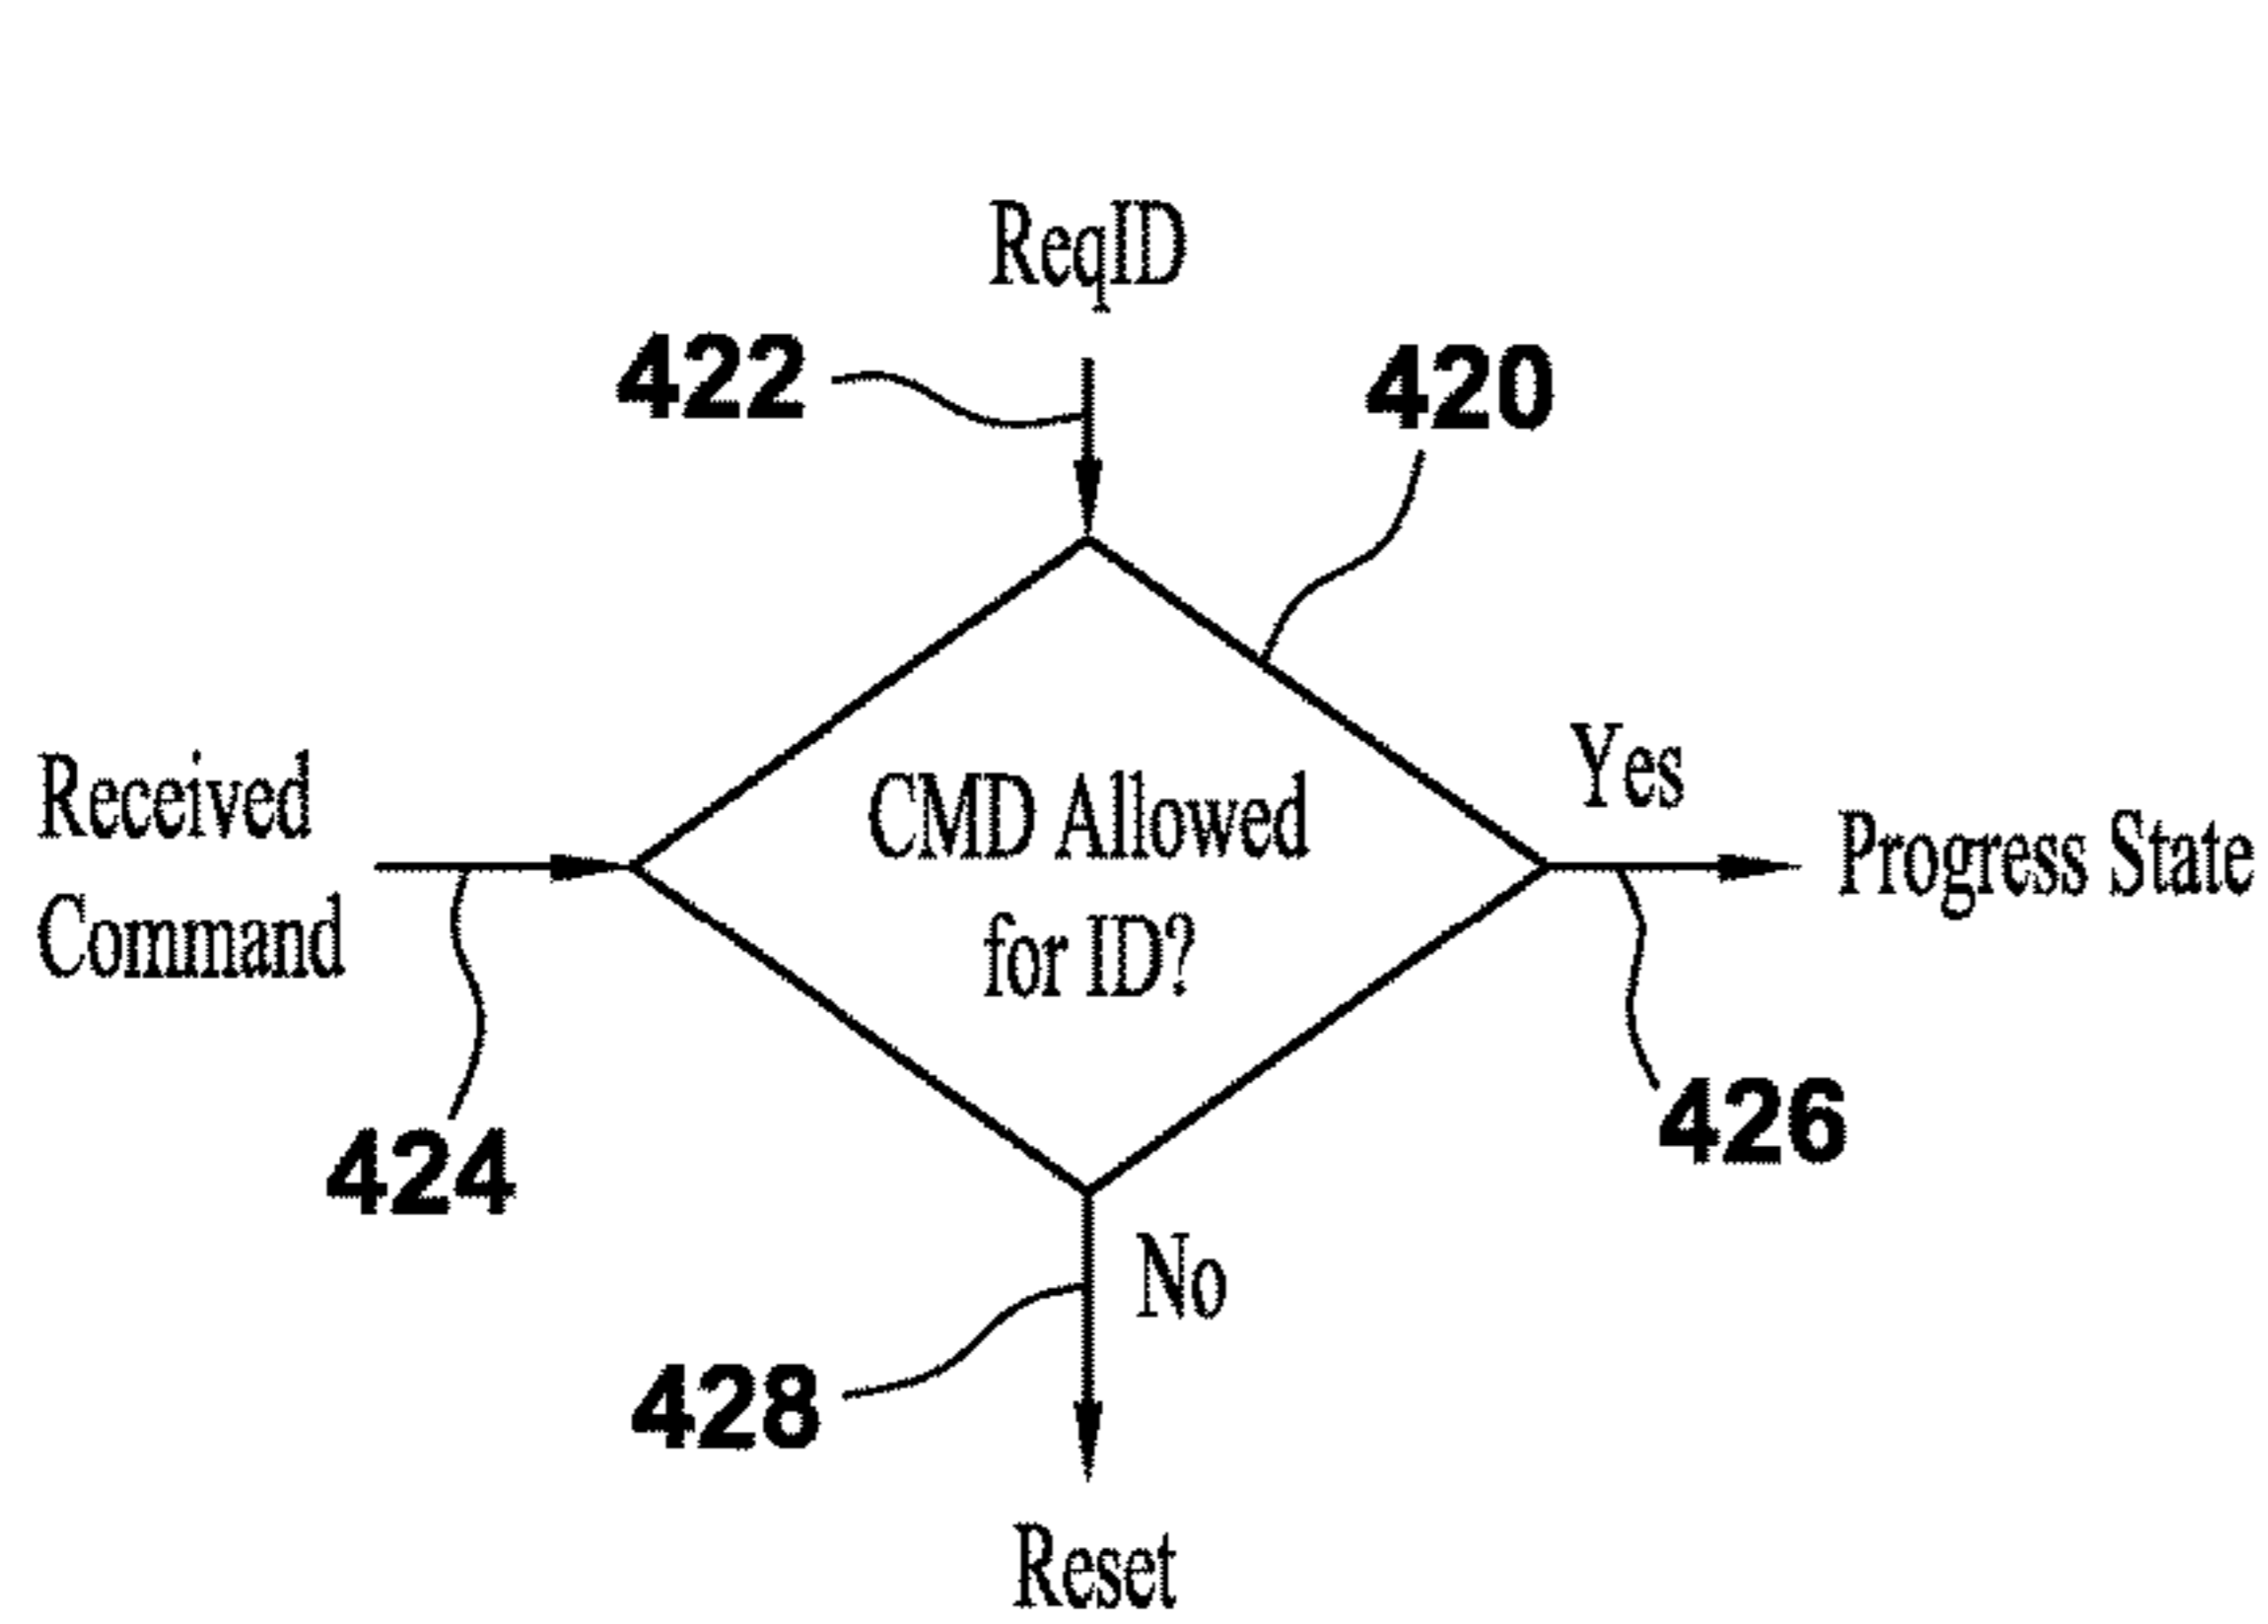 ReqID
422
420
Received
Command
CMD Allowed
for ID?
Yes
Progress State
424
426
No
428
Reset